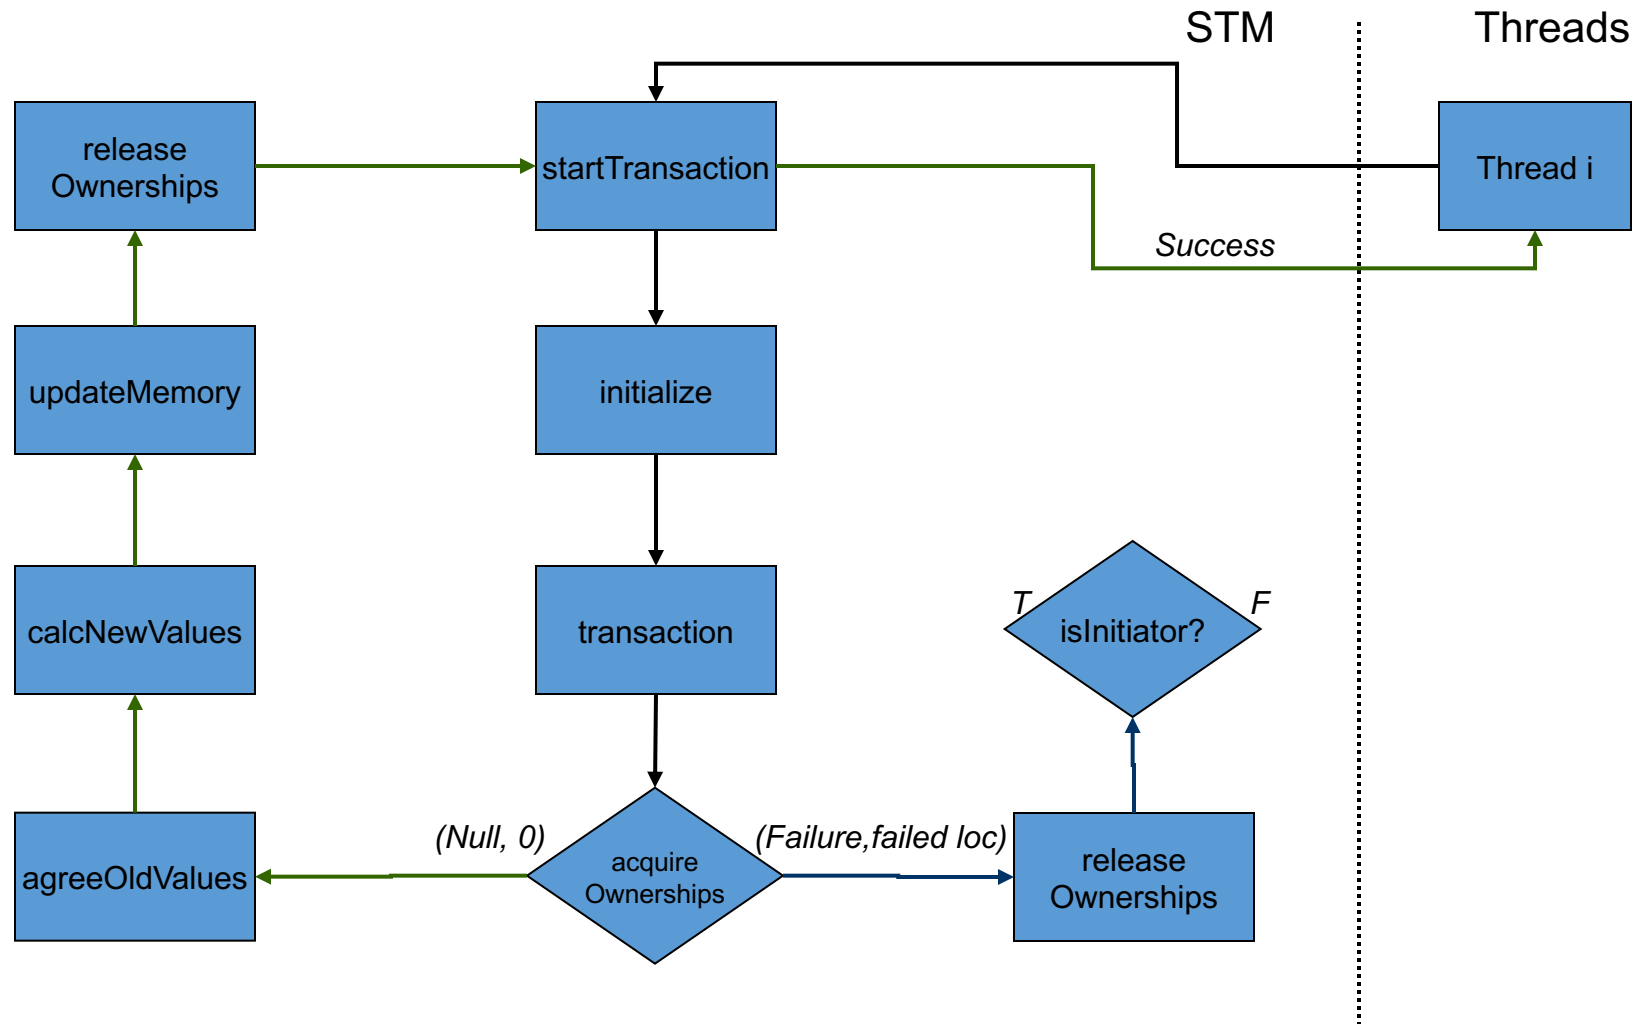 STM
Threads
release
Ownerships
startTransaction
Thread i
Success
updateMemory
initialize
calcNewValues
transaction
T
F
isInitiator?
(Null, 0)
(Failure,failed loc)
agreeOldValues
acquire
Ownerships
release
Ownerships